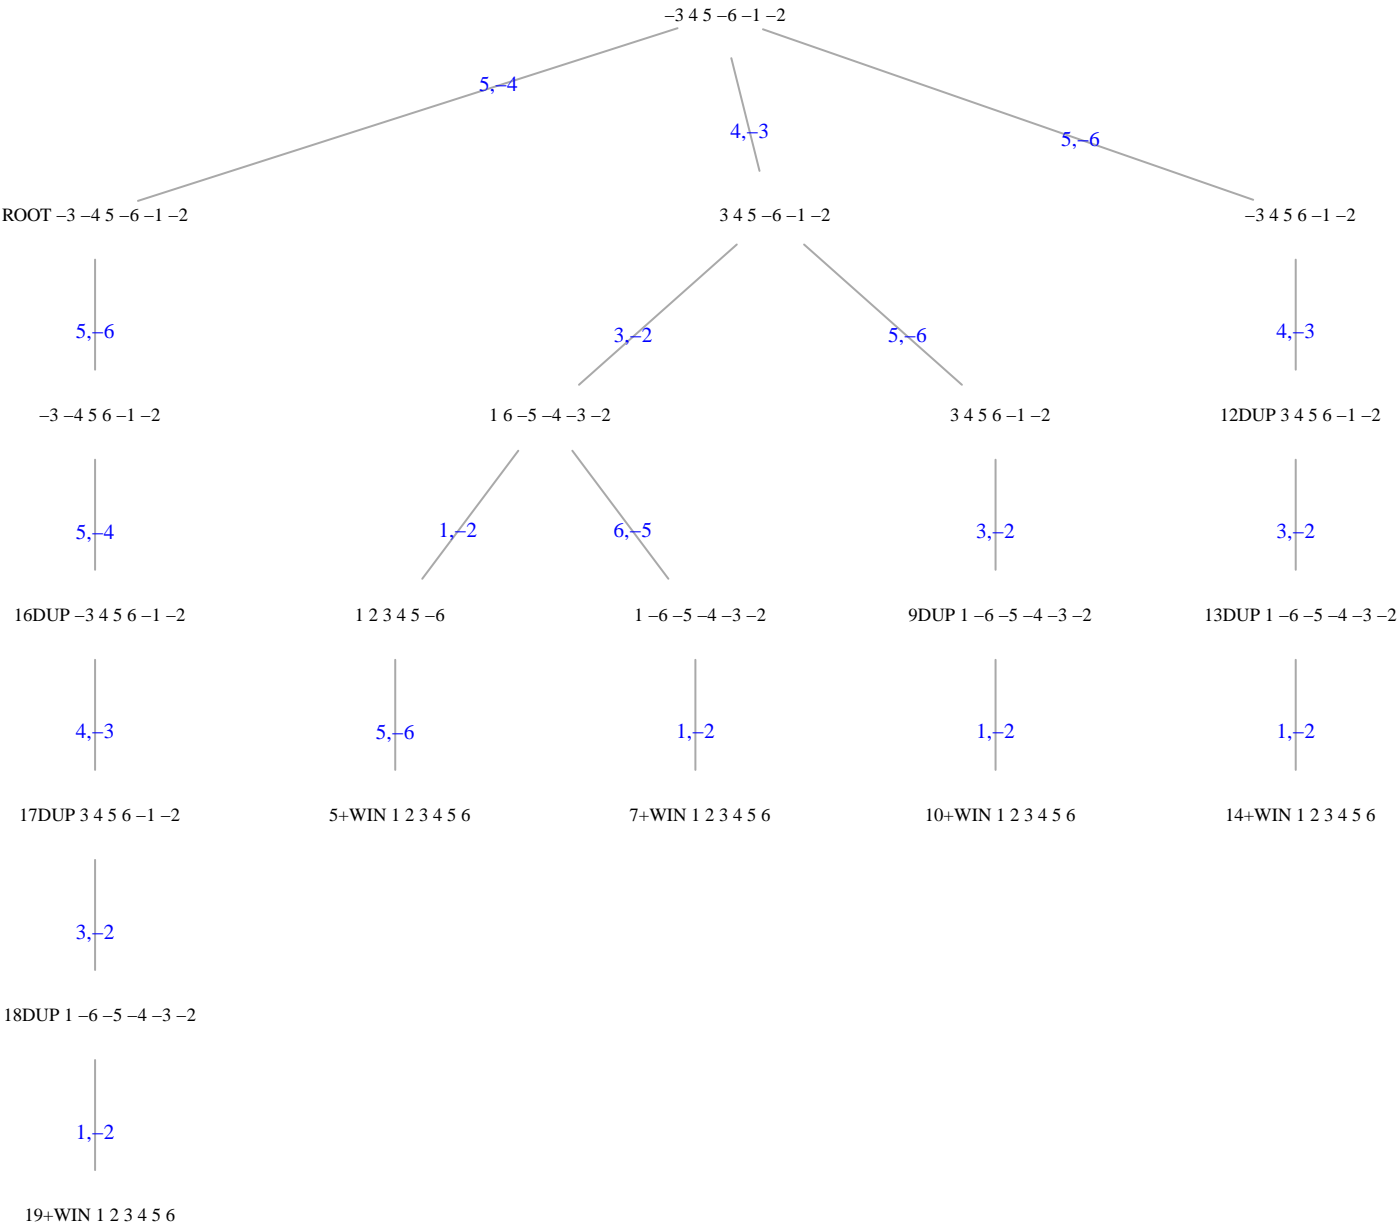 –3 4 5 –6 –1 –2
5,–4
4,–3
5,–6
ROOT –3 –4 5 –6 –1 –2
3 4 5 –6 –1 –2
–3 4 5 6 –1 –2
5,–6
3,–2
5,–6
4,–3
–3 –4 5 6 –1 –2
1 6 –5 –4 –3 –2
3 4 5 6 –1 –2
12DUP 3 4 5 6 –1 –2
5,–4
1,–2
6,–5
3,–2
3,–2
16DUP –3 4 5 6 –1 –2
1 2 3 4 5 –6
1 –6 –5 –4 –3 –2
9DUP 1 –6 –5 –4 –3 –2
13DUP 1 –6 –5 –4 –3 –2
4,–3
5,–6
1,–2
1,–2
1,–2
17DUP 3 4 5 6 –1 –2
5+WIN 1 2 3 4 5 6
7+WIN 1 2 3 4 5 6
10+WIN 1 2 3 4 5 6
14+WIN 1 2 3 4 5 6
3,–2
18DUP 1 –6 –5 –4 –3 –2
1,–2
19+WIN 1 2 3 4 5 6